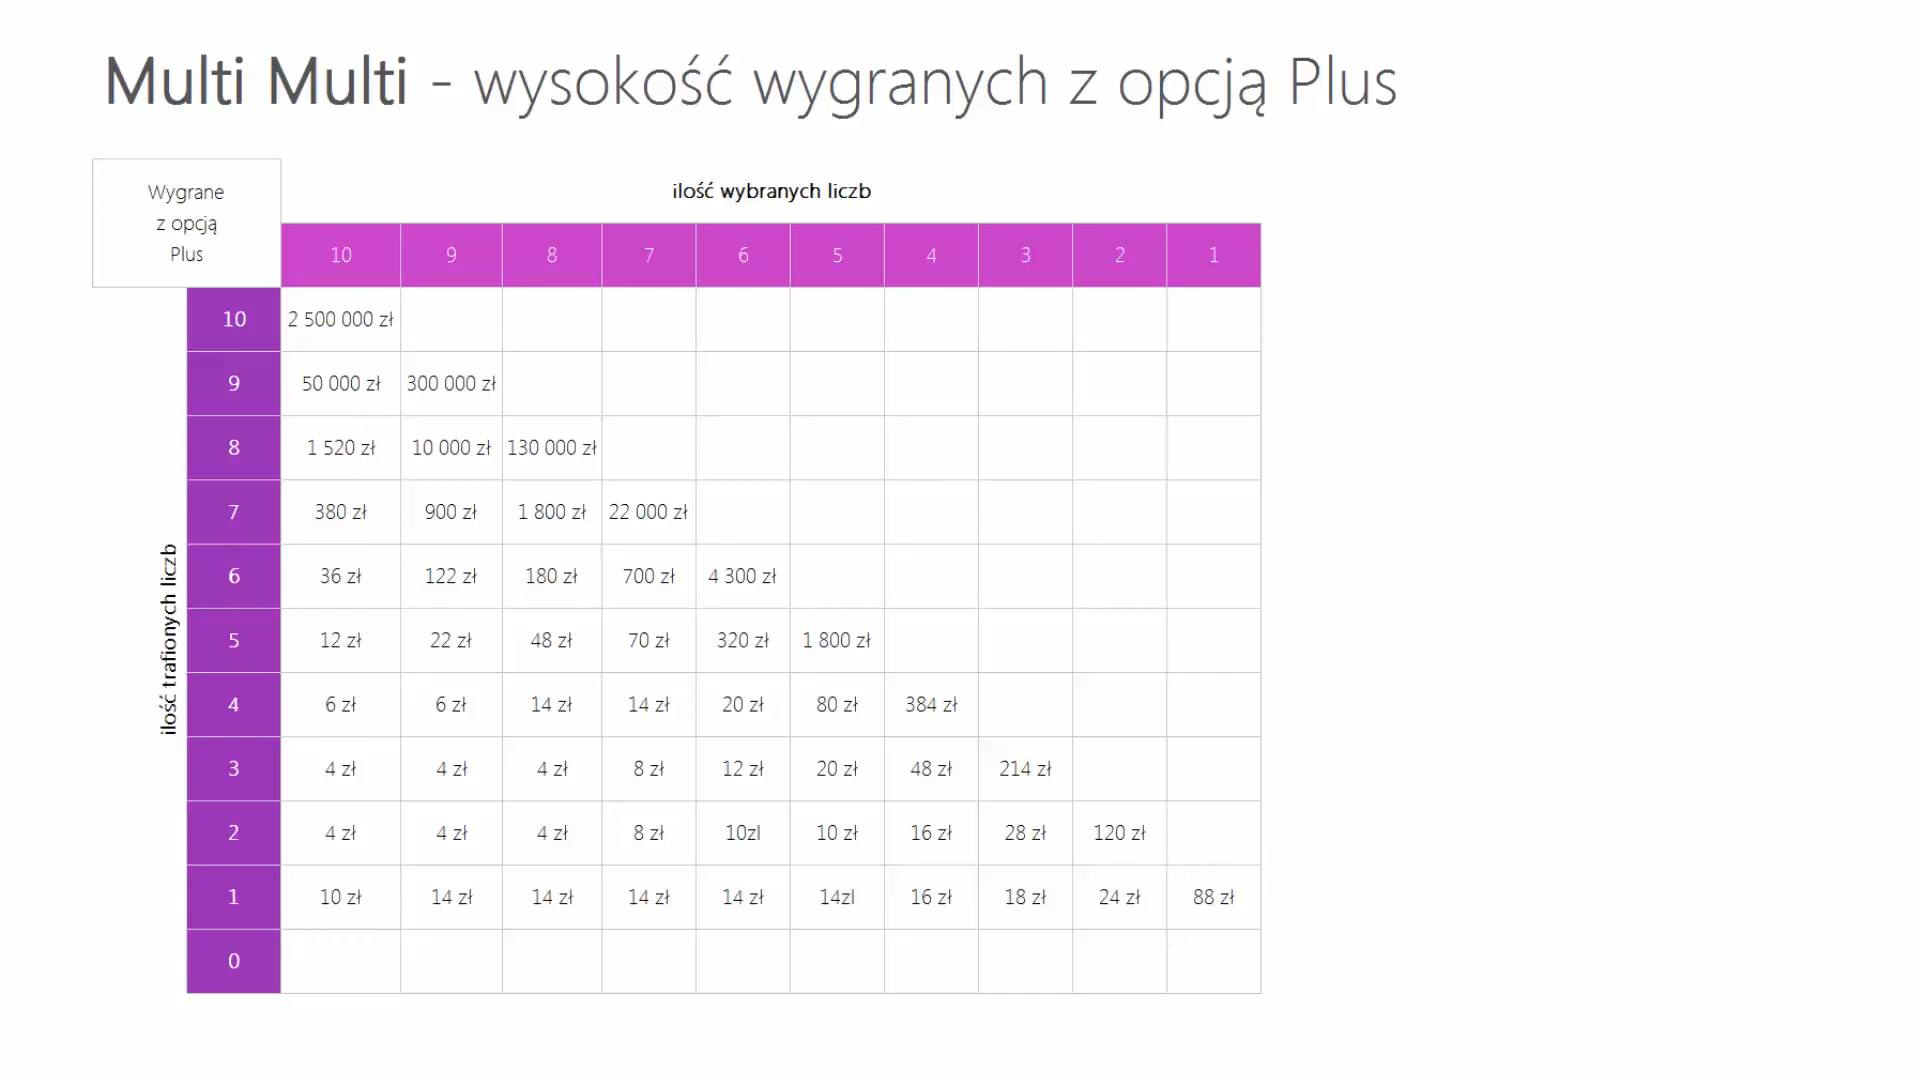 Multi Multi - wysokość wygranych z opcją Plus
Wygrane
z opcją
Plus
ilość wybranych liczb
10 9 8 7 6 5 4 3 2 1
ilość trafionych liczb
10 2 500 000 zł
9 50 000 zł 300 000 zł
8 1 520 zł 10 000 zł 130 000 zł
7 380 zł 900 zł 1 800 zł 22 000 zł
6 36 zł 122 zł 180 zł 700 zł 4 300 zł
5 12 zł 22 zł 48 zł 70 zł 320 zł 1 800 zł
4 6 zł 6 zł 14 zł 14 zł 20 zł 80 zł 384 zł
3 4 zł 4 zł 4 zł 8 zł 12 zł 20 zł 48 zł 214 zł
2 4 zł 4 zł 4 zł 8 zł 10zl 10 zł 16 zł 28 zł 120 zł
1 10 zł 14 zł 14 zł 14 zł 14 zł 14zl 16 zł 18 zł 24 zł 88 zł
0